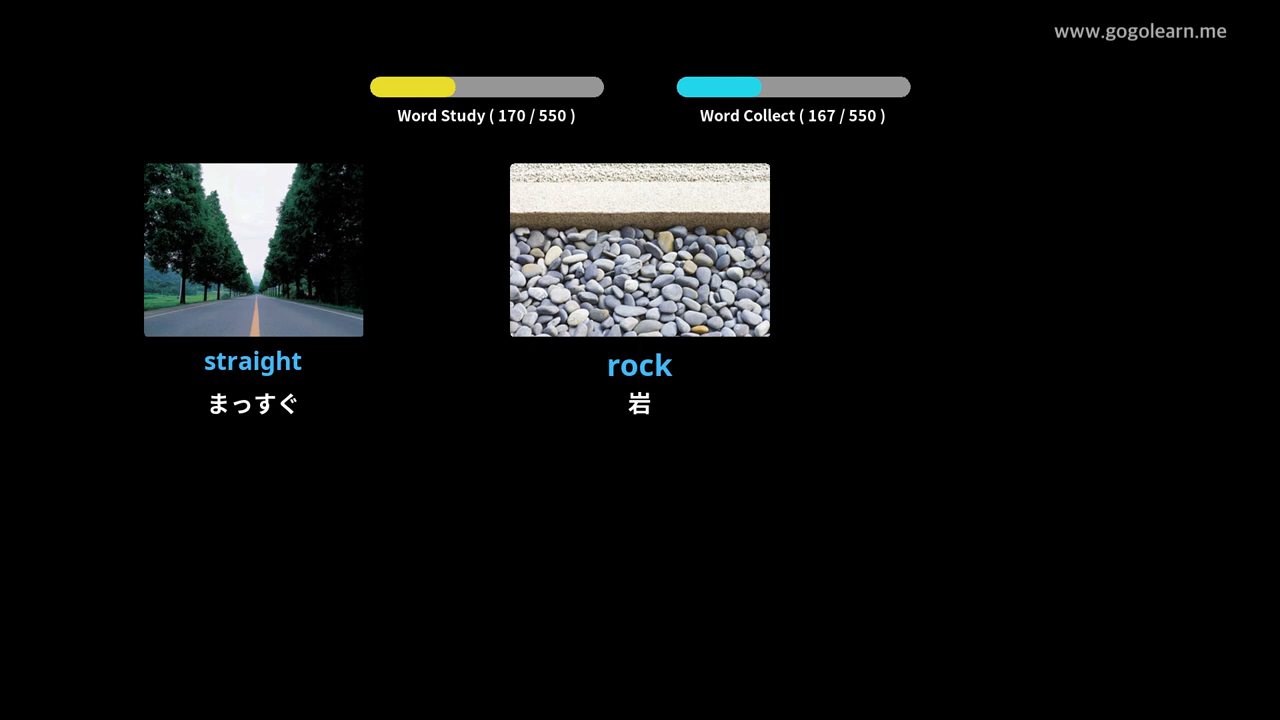 www.gogolearn.me
Word Study ( 170 / 550 )
Word Collect ( 167 / 550 )
straight
まっすぐ
rock
岩